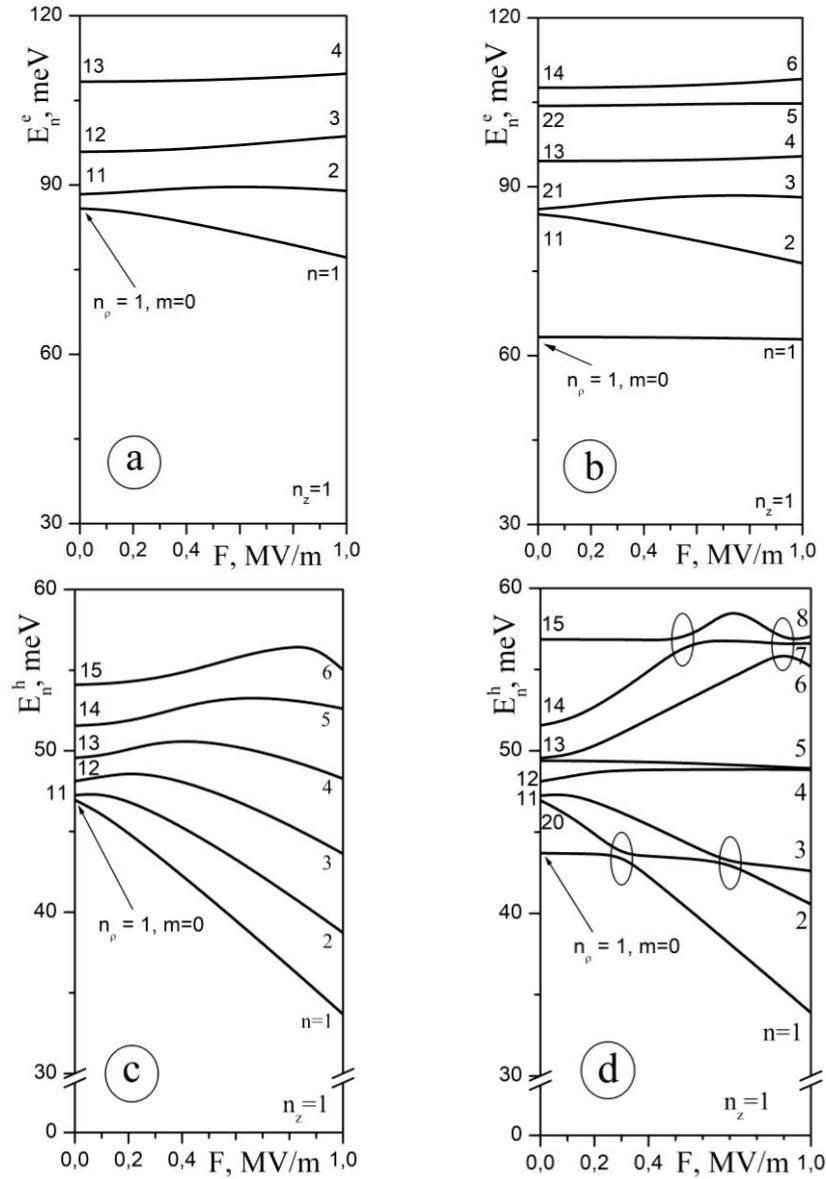 120
90
60
30
E_n^e, meV
13
4
12
3
11
2
n_ρ = 1, m=0
n=1
a
n_z=1
0,0 0,2 0,4 0,6 0,8 1,0
F, MV/m
120
90
60
30
E_n^e, meV
14
6
22
5
13
4
21
3
11
2
n_ρ = 1, m=0
n=1
b
n_z=1
0,0 0,2 0,4 0,6 0,8 1,0
F, MV/m
60
50
40
30
0
E_n^h, meV
15
6
14
5
13
4
12
11
3
n_ρ = 1, m=0
2
n=1
c
n_z=1
0,0 0,2 0,4 0,6 0,8 1,0
F, MV/m
60
50
40
30
0
E_n^h, meV
15
8
7
14
6
13
5
12
11
4
20
3
2
n_ρ = 1, m=0
n=1
d
n_z=1
0,0 0,2 0,4 0,6 0,8 1,0
F, MV/m